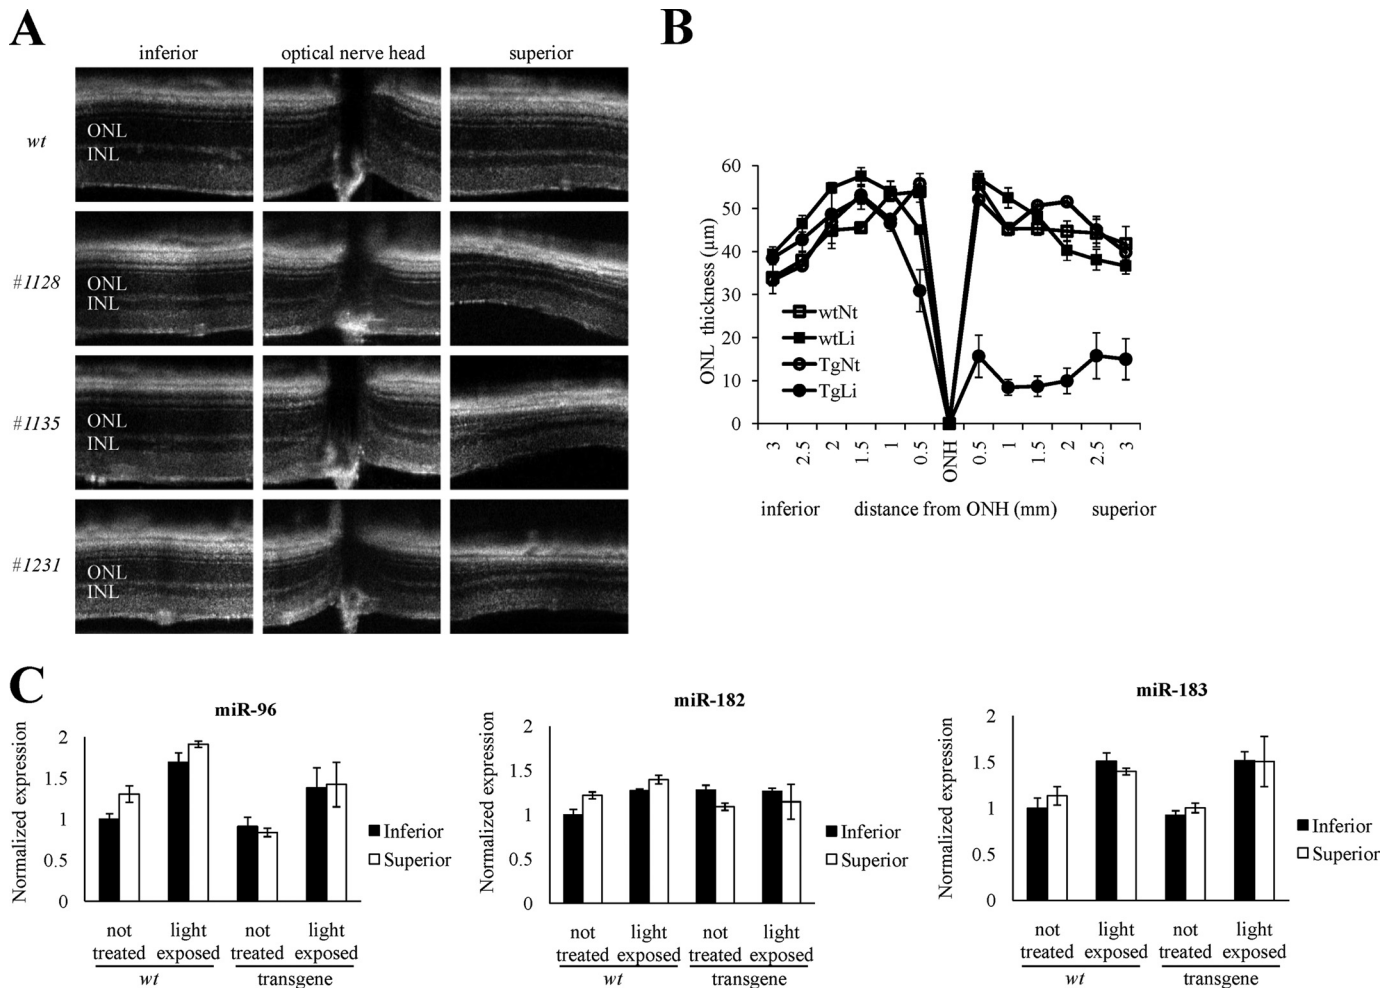 A
inferior
optical nerve head
superior
wt
ONL
INL
#1128
ONL
INL
#1135
ONL
INL
#1231
ONL
INL
B
ONL thickness (µm)
60
50
40
30
20
10
0
wtNt
wtLi
TgNt
TgLi
3
2.5
2
1.5
1
0.5
ONH
0.5
1
1.5
2
2.5
3
inferior
distance from ONH (mm)
superior
C
miR-96
Normalized expression
2
1.5
1
0.5
0
Inferior
Superior
not treated
light exposed
not treated
light exposed
wt
transgene
miR-182
Normalized expression
2
1.5
1
0.5
0
Inferior
Superior
not treated
light exposed
not treated
light exposed
wt
transgene
miR-183
Normalized expression
2
1.5
1
0.5
0
Inferior
Superior
not treated
light exposed
not treated
light exposed
wt
transgene